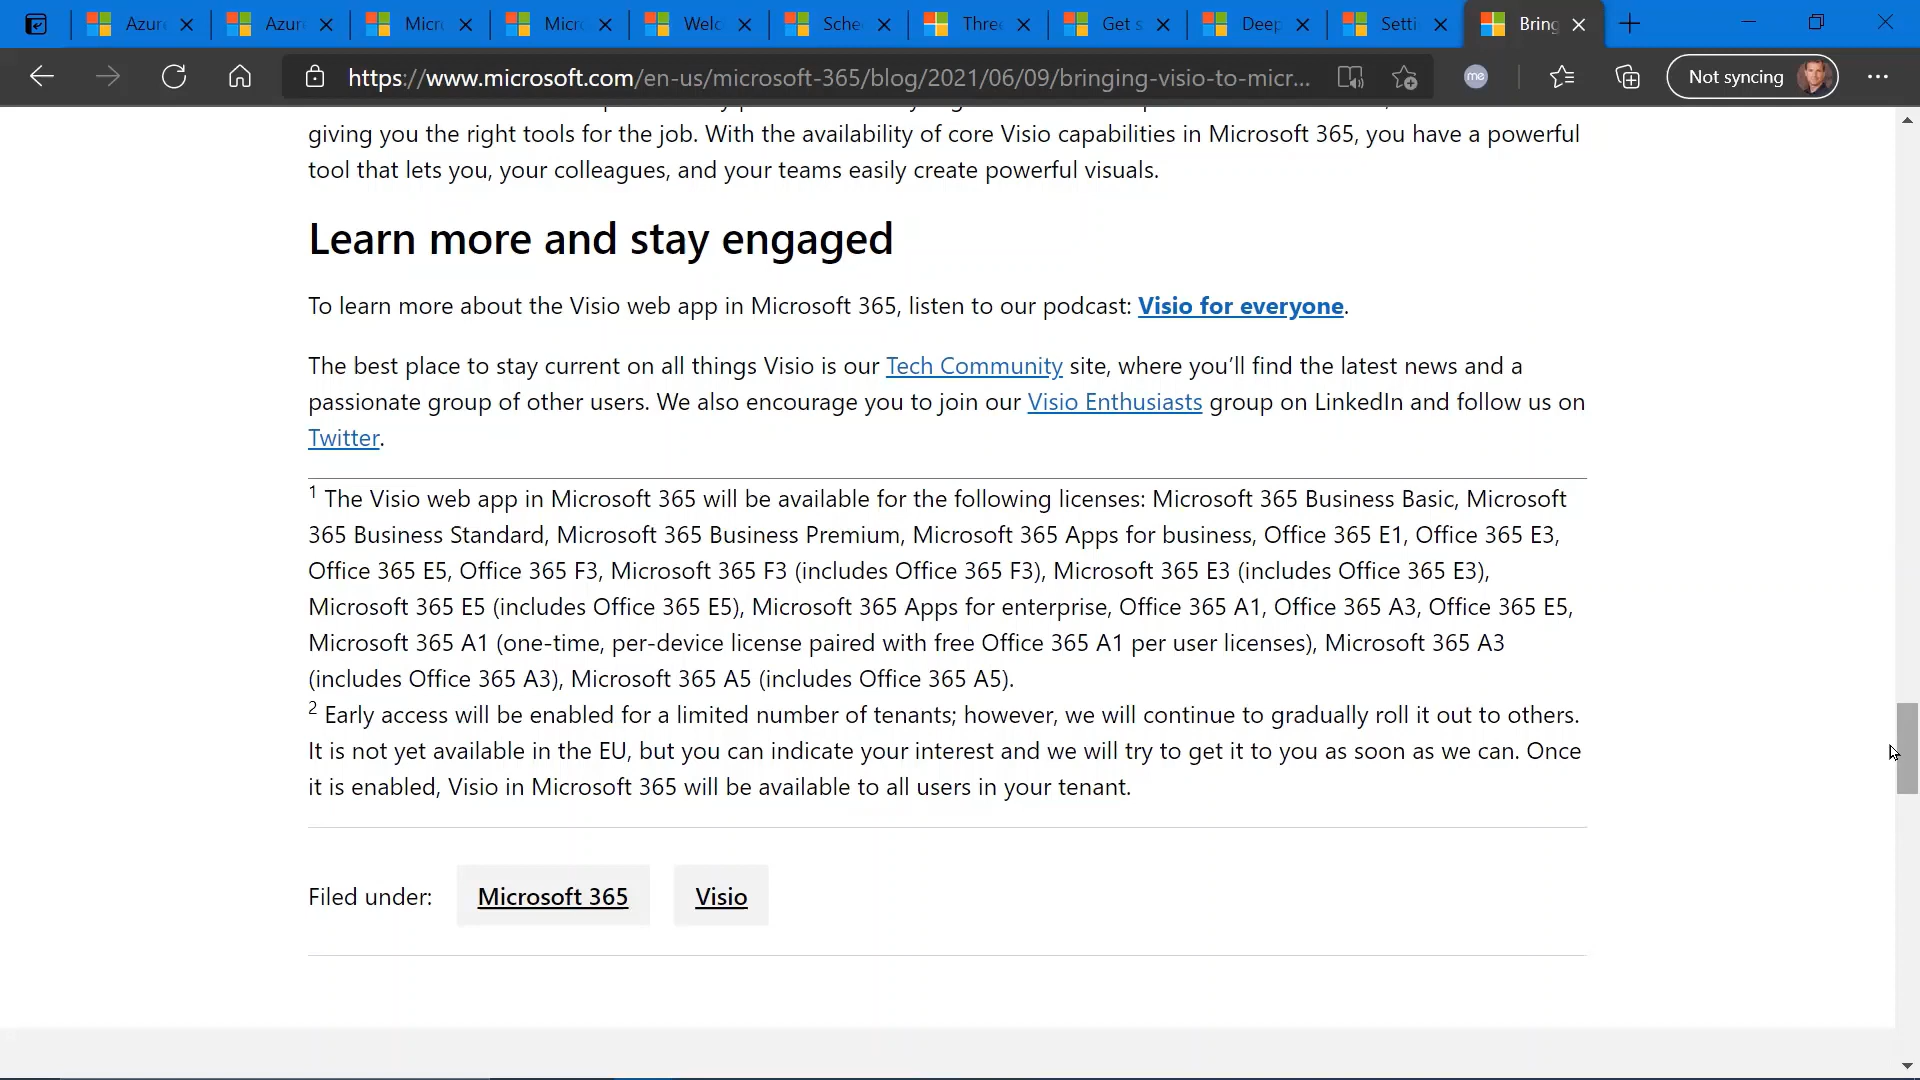 Azur
Azur
Micr
Micr
Welc
Sche
Three
Get s
Deep
Setti
Bring
https://www.microsoft.com/en-us/microsoft-365/blog/2021/06/09/bringing-visio-to-micr...
me
Not syncing
giving you the right tools for the job. With the availability of core Visio capabilities in Microsoft 365, you have a powerful
tool that lets you, your colleagues, and your teams easily create powerful visuals.
Learn more and stay engaged
To learn more about the Visio web app in Microsoft 365, listen to our podcast: Visio for everyone.
The best place to stay current on all things Visio is our Tech Community site, where you’ll find the latest news and a
passionate group of other users. We also encourage you to join our Visio Enthusiasts group on LinkedIn and follow us on
Twitter.
1 The Visio web app in Microsoft 365 will be available for the following licenses: Microsoft 365 Business Basic, Microsoft
365 Business Standard, Microsoft 365 Business Premium, Microsoft 365 Apps for business, Office 365 E1, Office 365 E3,
Office 365 E5, Office 365 F3, Microsoft 365 F3 (includes Office 365 F3), Microsoft 365 E3 (includes Office 365 E3),
Microsoft 365 E5 (includes Office 365 E5), Microsoft 365 Apps for enterprise, Office 365 A1, Office 365 A3, Office 365 E5,
Microsoft 365 A1 (one-time, per-device license paired with free Office 365 A1 per user licenses), Microsoft 365 A3
(includes Office 365 A3), Microsoft 365 A5 (includes Office 365 A5).
2 Early access will be enabled for a limited number of tenants; however, we will continue to gradually roll it out to others.
It is not yet available in the EU, but you can indicate your interest and we will try to get it to you as soon as we can. Once
it is enabled, Visio in Microsoft 365 will be available to all users in your tenant.
Filed under:
Microsoft 365
Visio